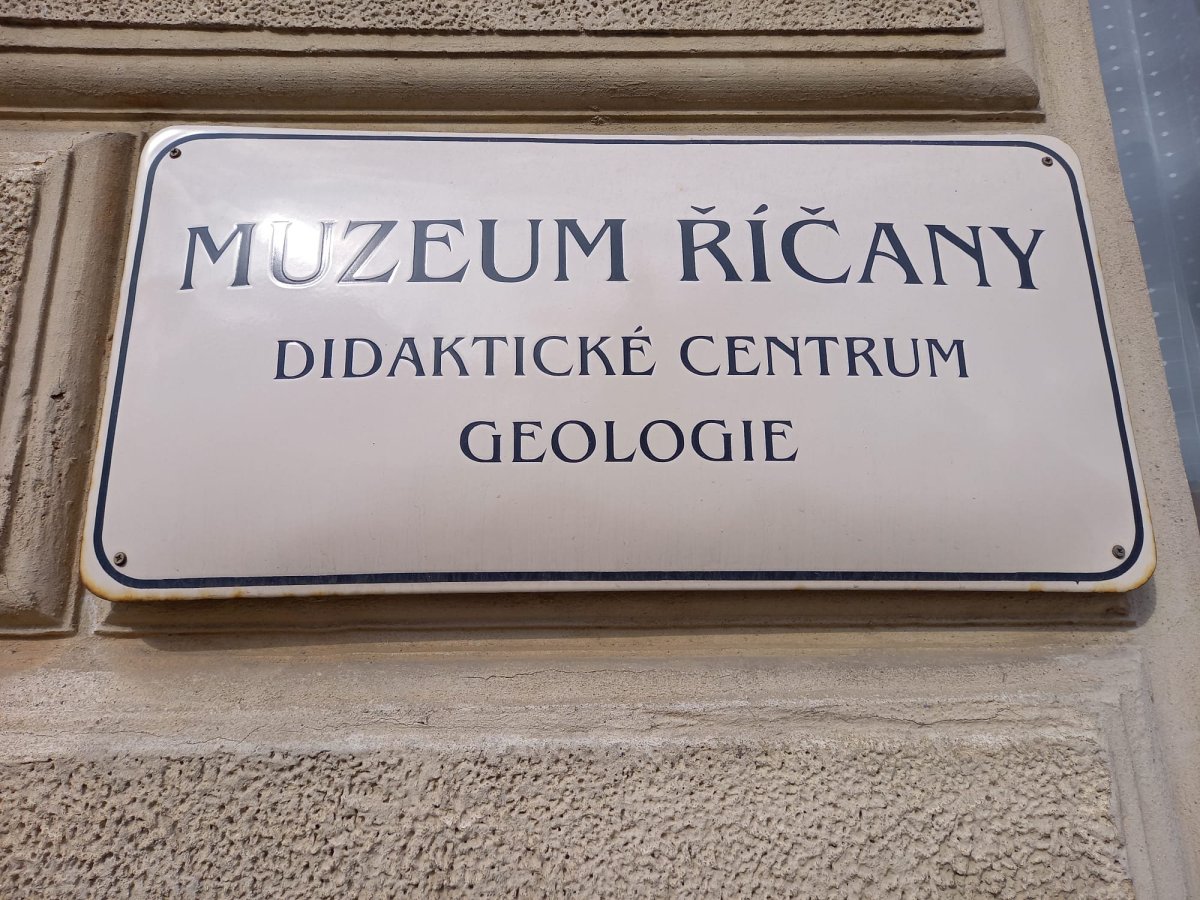 MUZEUM ŘÍČANY
DIDAKTICKÉ CENTRUM
GEOLOGIE